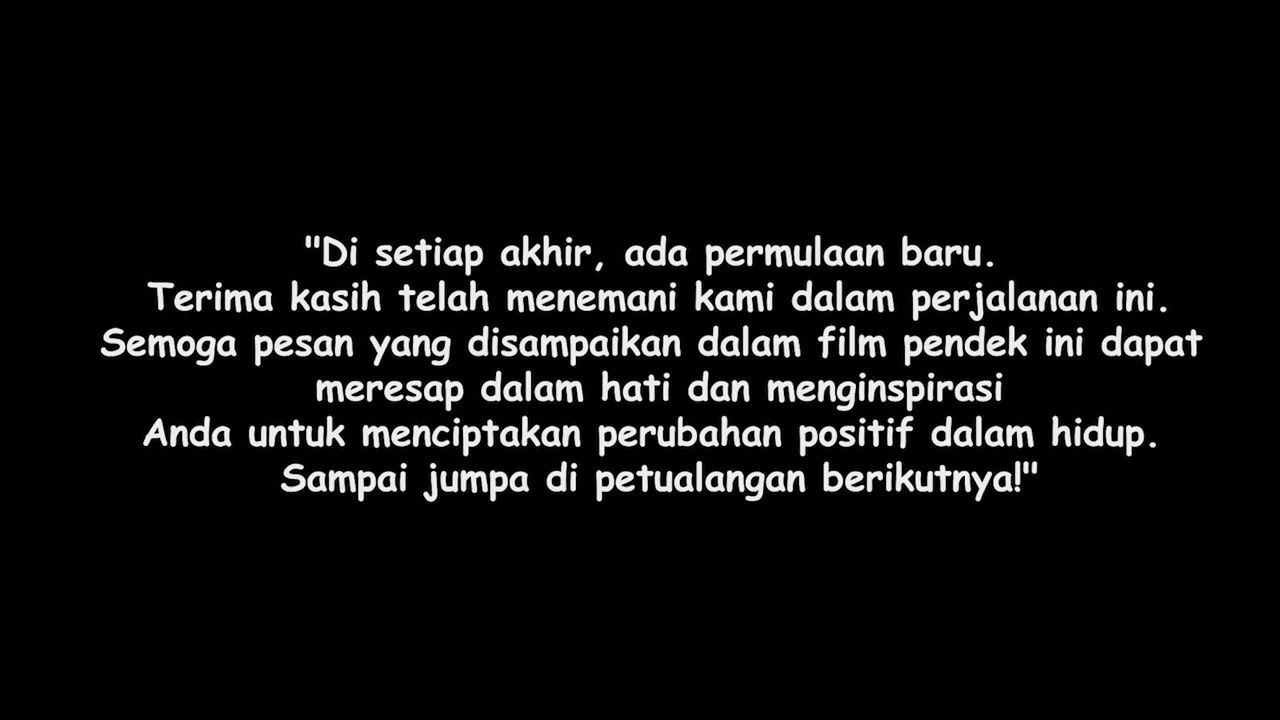 "Di setiap akhir, ada permulaan baru.
Terima kasih telah menemani kami dalam perjalanan ini.
Semoga pesan yang disampaikan dalam film pendek ini dapat
meresap dalam hati dan menginspirasi
Anda untuk menciptakan perubahan positif dalam hidup.
Sampai jumpa di petualangan berikutnya!"